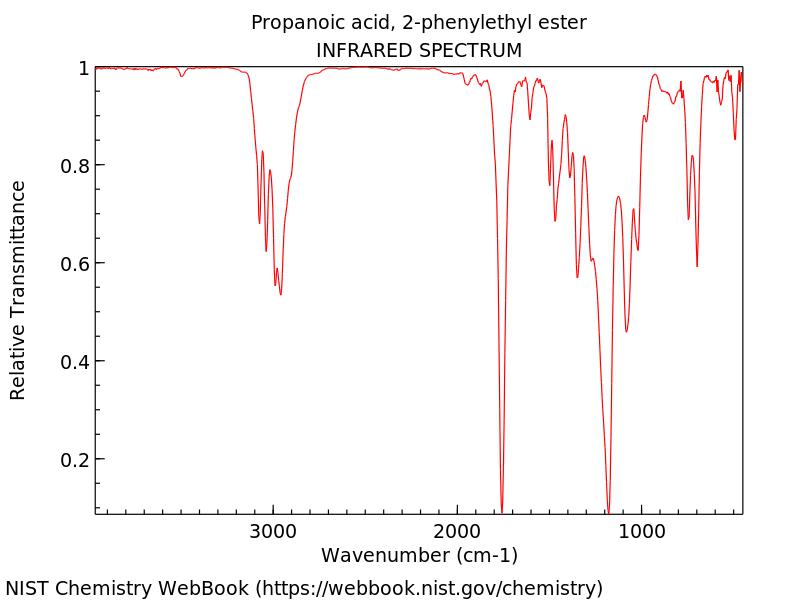 Propanoic acid, 2-phenylethyl ester
INFRARED SPECTRUM
1
0.8
0.6
0.4
0.2
Relative Transmittance
3000 2000 1000
Wavenumber (cm-1)
NIST Chemistry WebBook (https://webbook.nist.gov/chemistry)